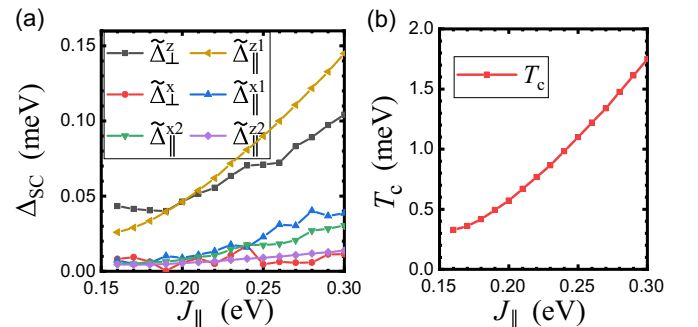 (a)
0.15
0.10
0.05
0.00
Δ_SC (meV)
Δ̃_⊥^z
Δ̃_∥^z1
Δ̃_⊥^x
Δ̃_∥^x1
Δ̃_∥^x2
Δ̃_∥^z2
0.15 0.20 0.25 0.30
J_∥ (eV)
(b)
2.0
1.5
1.0
0.5
0.0
T_c (meV)
T_c
0.15 0.20 0.25 0.30
J_∥ (eV)